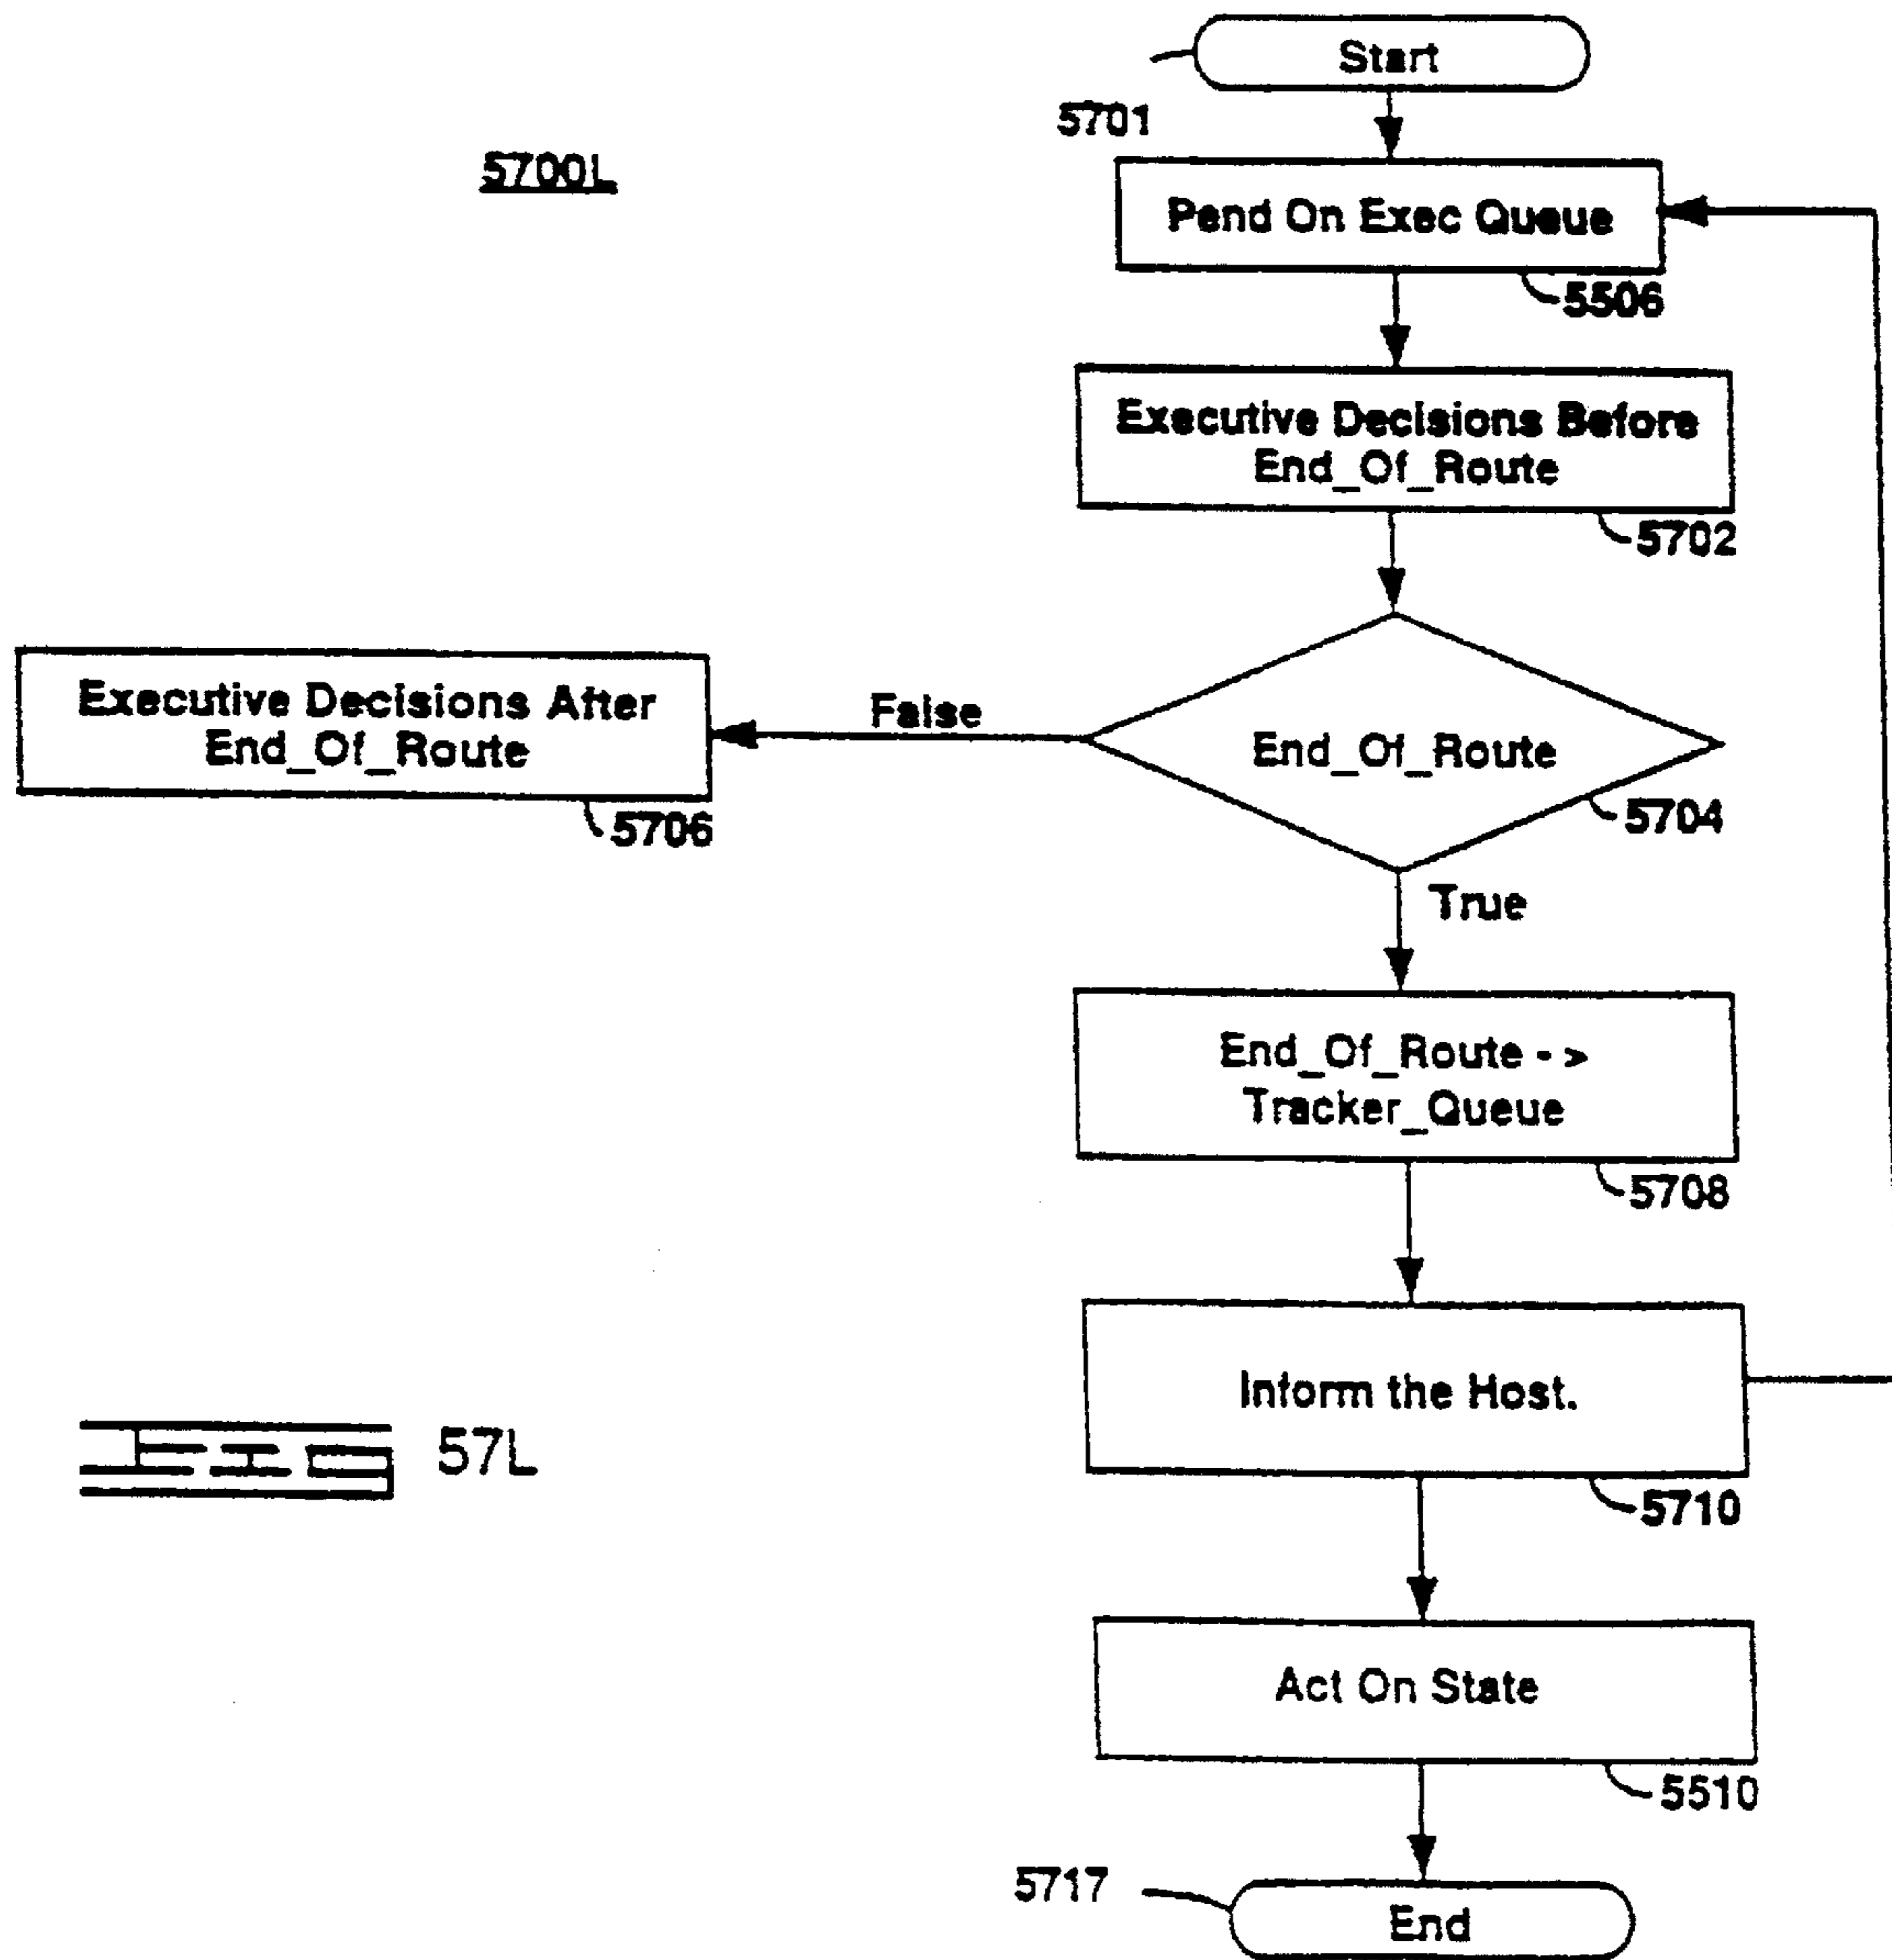 Start
5701
5700L
Pend On Exec Queue
5506
Executive Decisions Before
End_Of_Route
5702
Executive Decisions After
End_Of_Route
5706
False
End_Of_Route
5704
True
End_Of_Route - >
Tracker_Queue
5708
Inform the Host.
5710
FIG 57L
Act On State
5510
5717
End